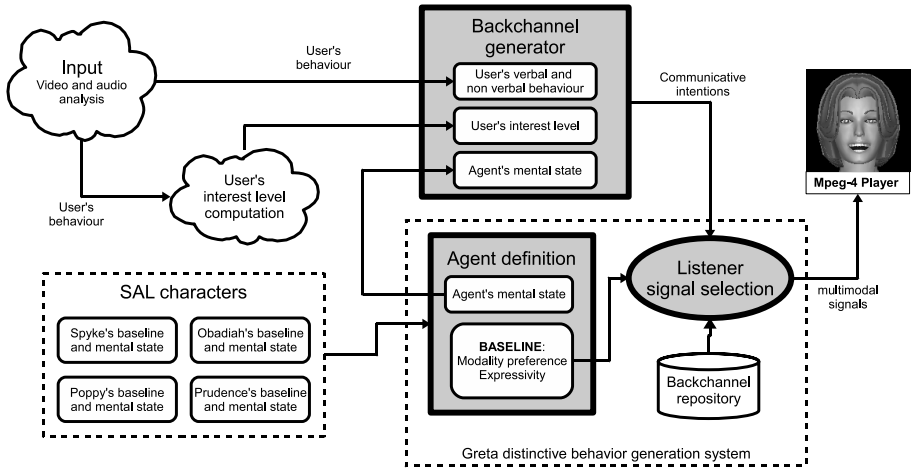 Input
Video and audio
analysis
User's
behaviour
Backchannel
generator
User's verbal and
non verbal behaviour
User's interest level
Agent's mental state
Communicative
intentions
Mpeg-4 Player
User's
behaviour
User's
interest level
computation
SAL characters
Spyke's baseline
and mental state
Obadiah's baseline
and mental state
Poppy's baseline
and mental state
Prudence's baseline
and mental state
Agent definition
Agent's mental state
BASELINE:
Modality preference
Expressivity
Listener
signal selection
multimodal
signals
Backchannel
repository
Greta distinctive behavior generation system